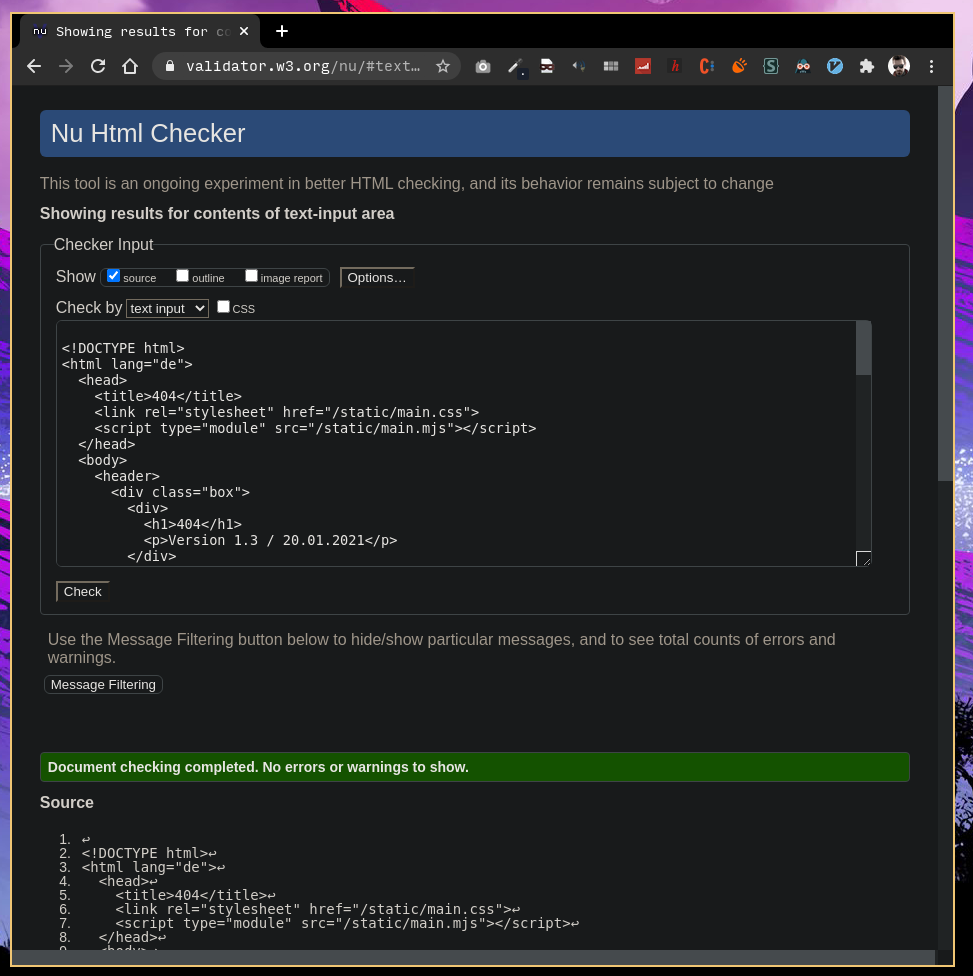 nu Showing results for co
validator.w3.org/nu/#text…
Nu Html Checker
This tool is an ongoing experiment in better HTML checking, and its behavior remains subject to change
Showing results for contents of text-input area
Checker Input
Show source outline image report Options…
Check by text input CSS
<!DOCTYPE html>
<html lang="de">
  <head>
    <title>404</title>
    <link rel="stylesheet" href="/static/main.css">
    <script type="module" src="/static/main.mjs"></script>
  </head>
  <body>
    <header>
      <div class="box">
        <div>
          <h1>404</h1>
          <p>Version 1.3 / 20.01.2021</p>
        </div>
Check
Use the Message Filtering button below to hide/show particular messages, and to see total counts of errors and
warnings.
Message Filtering
Document checking completed. No errors or warnings to show.
Source
1. ↩
2. <!DOCTYPE html>↩
3. <html lang="de">↩
4.   <head>↩
5.     <title>404</title>↩
6.     <link rel="stylesheet" href="/static/main.css">↩
7.     <script type="module" src="/static/main.mjs"></script>↩
8.   </head>↩
9.   <body>↩